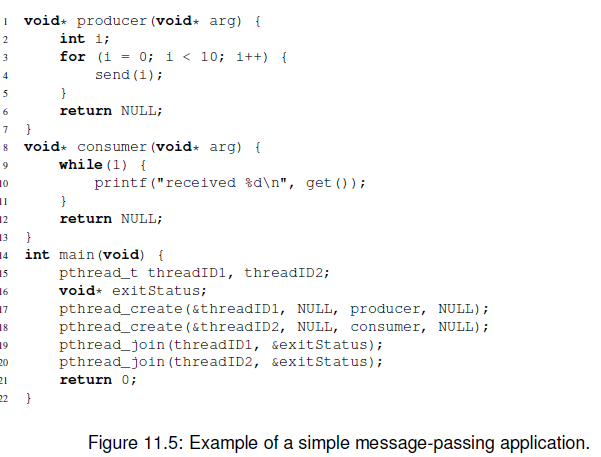 1 void* producer(void* arg) {
2 int i;
3 for (i = 0; i < 10; i++) {
4 send(i);
5 }
6 return NULL;
7 }
8 void* consumer(void* arg) {
9 while(1) {
10 printf("received %d\n", get());
11 }
12 return NULL;
13 }
14 int main(void) {
15 pthread_t threadID1, threadID2;
16 void* exitStatus;
17 pthread_create(&threadID1, NULL, producer, NULL);
18 pthread_create(&threadID2, NULL, consumer, NULL);
19 pthread_join(threadID1, &exitStatus);
20 pthread_join(threadID2, &exitStatus);
21 return 0;
22 }
Figure 11.5: Example of a simple message-passing application.